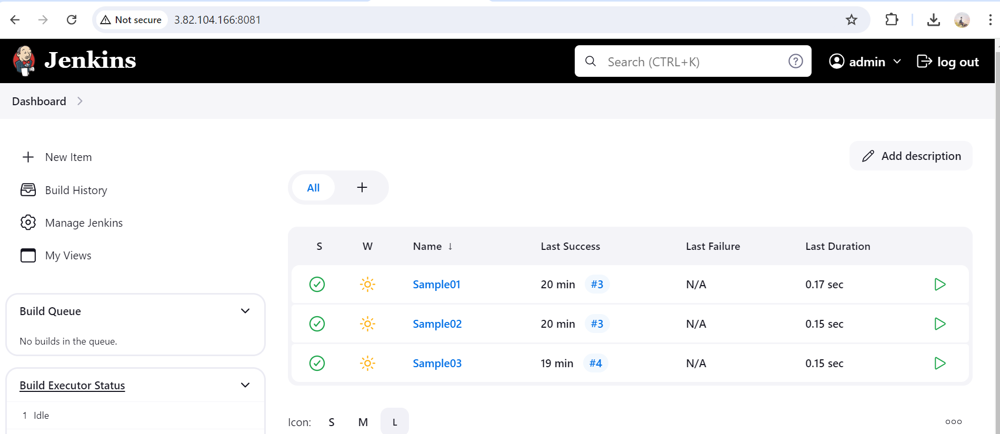 Not secure 3.82.104.166:8081
Jenkins Search (CTRL+K) admin log out
Dashboard
New Item
Build History
Manage Jenkins
My Views
Build Queue
No builds in the queue.
Build Executor Status
1 Idle
Add description
All
S W Name ↓ Last Success Last Failure Last Duration
Sample01 20 min #3 N/A 0.17 sec
Sample02 20 min #3 N/A 0.15 sec
Sample03 19 min #4 N/A 0.15 sec
Icon: S M L